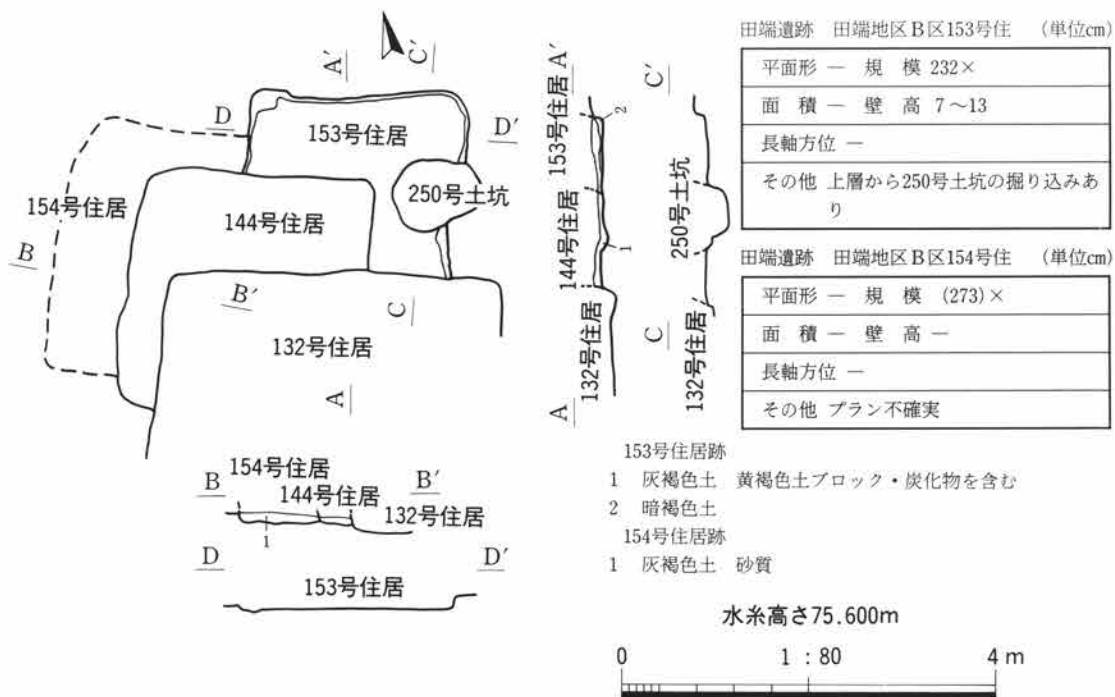 A'
C'
D
D'
153号住居
154号住居
144号住居
250号土坑
B
B'
C
132号住居
A
A'
153号住居
2
144号住居
1
132号住居
A
C'
250号土坑
C
132号住居
田端遺跡 田端地区B区153号住 (単位cm)
平面形 ― 規 模 232×
面 積 ― 壁 高 7~13
長軸方位 ―
その他 上層から250号土坑の掘り込みあ
り
田端遺跡 田端地区B区154号住 (単位cm)
平面形 ― 規 模 (273)×
面 積 ― 壁 高 ―
長軸方位 ―
その他 プラン不確実
154号住居
B
144号住居
B'
132号住居
1
D
D'
153号住居
153号住居跡
1 灰褐色土 黄褐色土ブロック・炭化物を含む
2 暗褐色土
154号住居跡
1 灰褐色土 砂質
水糸高さ75.600m
0 1:80 4m